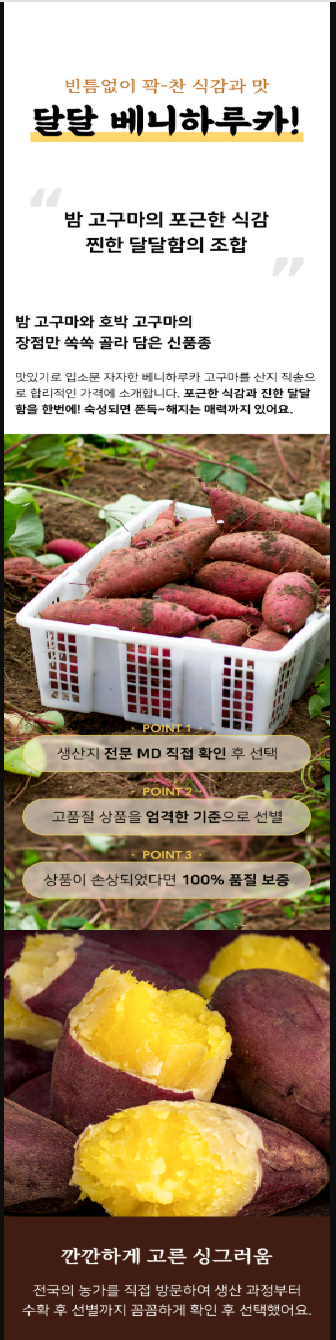 빈틈없이 꽉-찬 식감과 맛
달달 베니하루카!
“
밤 고구마의 포근한 식감
찐한 달달함의 조합
”
밤 고구마와 호박 고구마의
장점만 쏙쏙 골라 담은 신품종
맛있기로 입소문 자자한 베니하루카 고구마를 산지 직송으
로 합리적인 가격에 소개합니다. 포근한 식감과 진한 달달
함을 한번에! 숙성되면 쫀득~해지는 매력까지 있어요.
· POINT 1 ·
생산지 전문 MD 직접 확인 후 선택
· POINT 2 ·
고품질 상품을 엄격한 기준으로 선별
· POINT 3 ·
상품이 손상되었다면 100% 품질 보증
깐깐하게 고른 싱그러움
전국의 농가를 직접 방문하여 생산 과정부터
수확 후 선별까지 꼼꼼하게 확인 후 선택했어요.